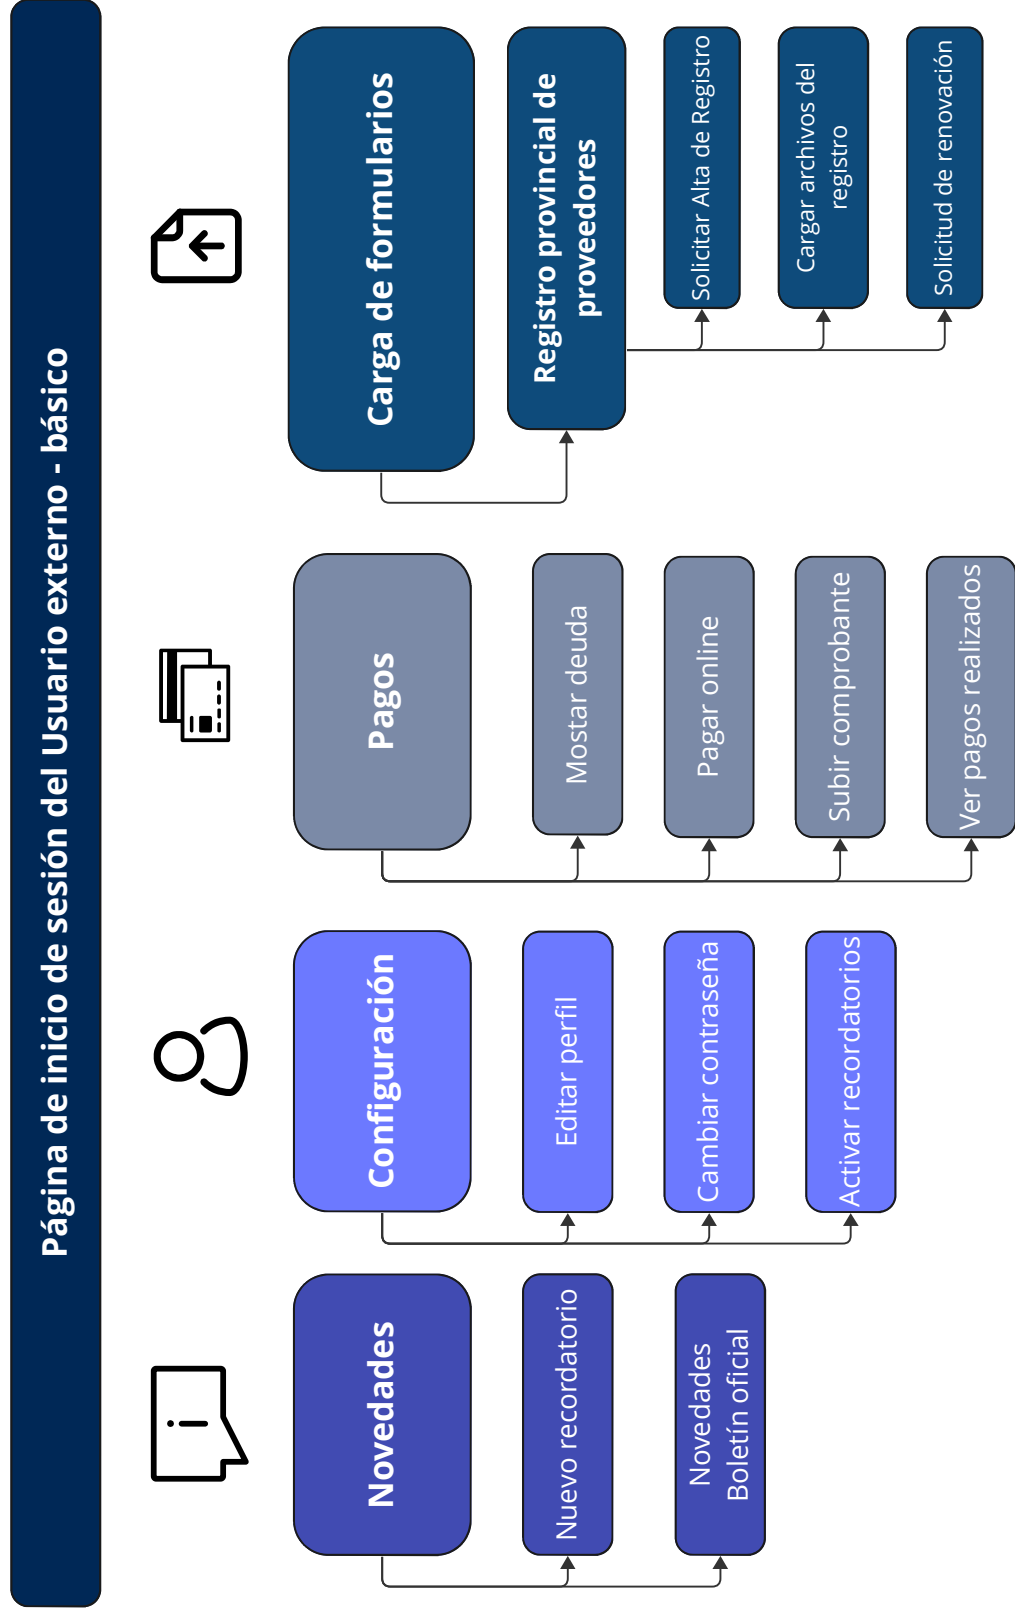 Página de inicio de sesión del Usuario externo - básico
Novedades
Nuevo recordatorio
Novedades
Boletín oficial
Configuración
Editar perfil
Cambiar contraseña
Activar recordatorios
Pagos
Mostar deuda
Pagar online
Subir comprobante
Ver pagos realizados
Carga de formularios
Registro provincial de
proveedores
Solicitar Alta de Registro
Cargar archivos del
registro
Solicitud de renovación